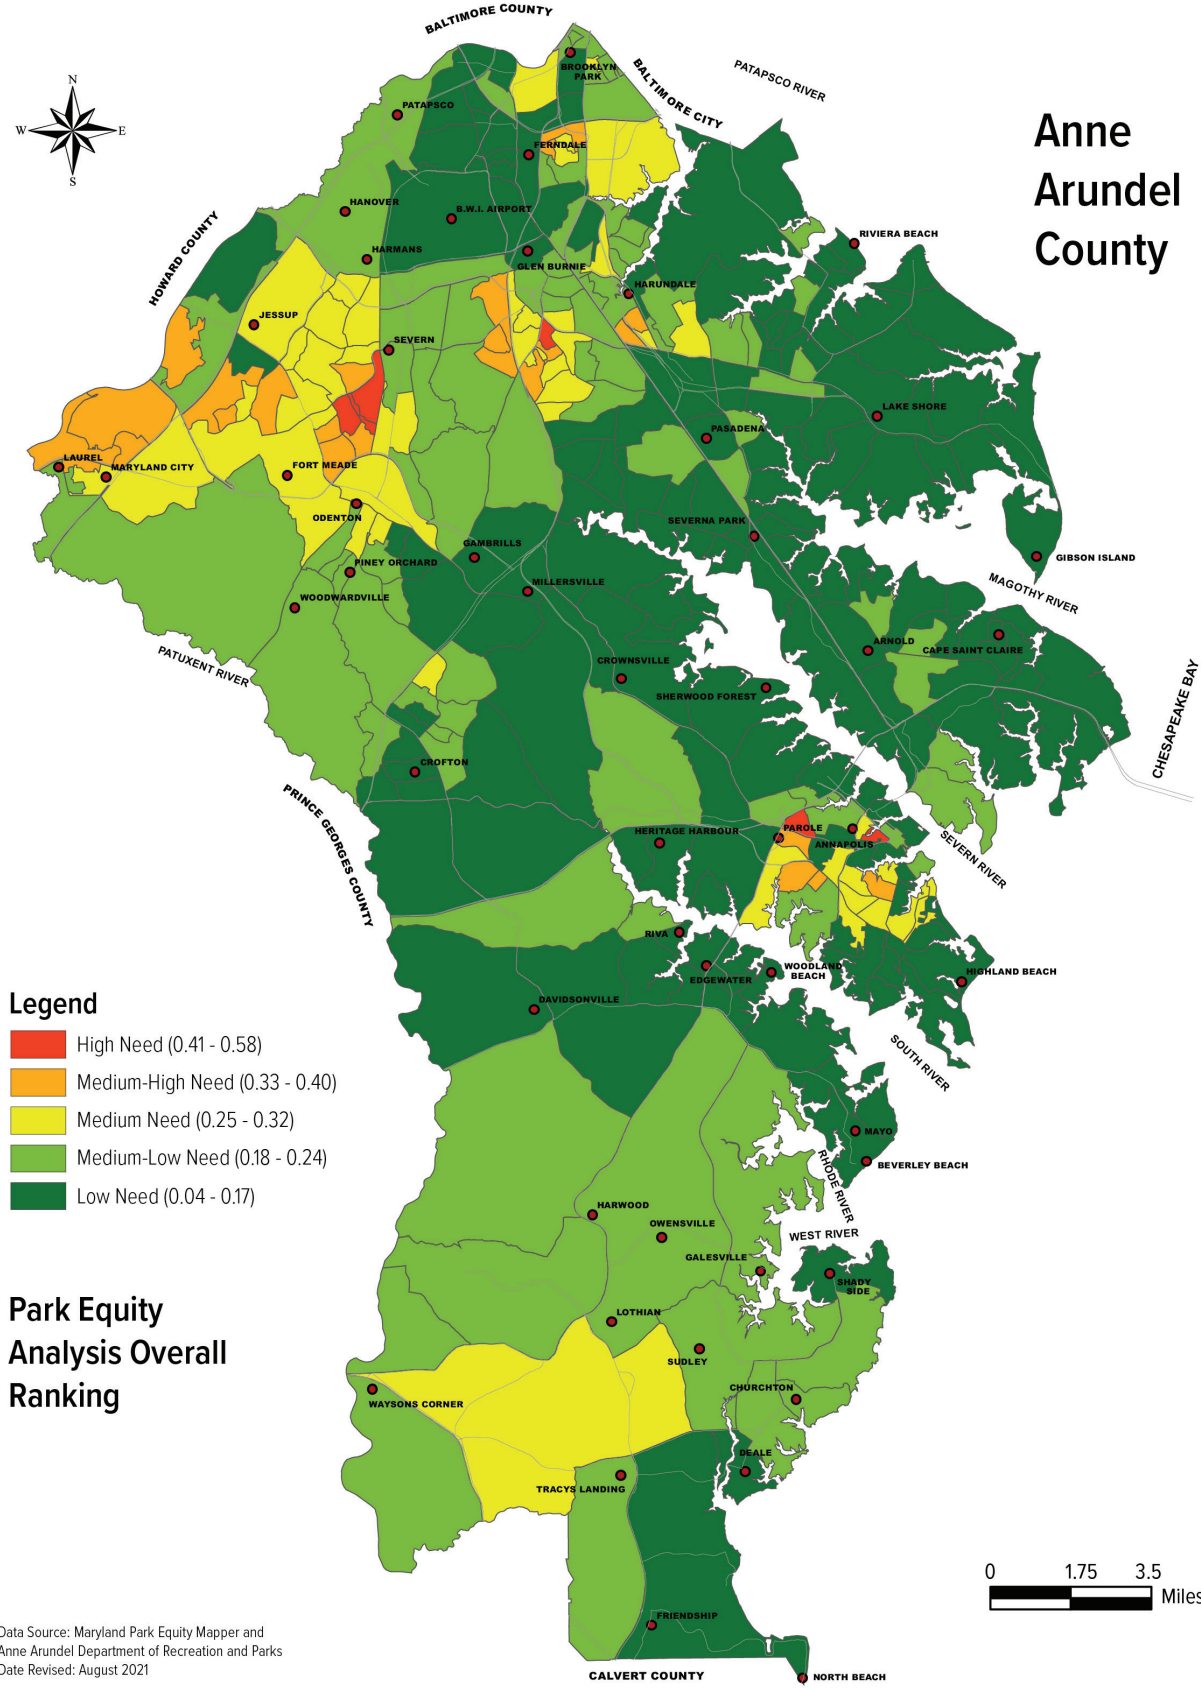 BALTIMORE COUNTY
BROOKLYN
PARK
BALTIMORE CITY
PATAPSCO RIVER
N
W
E
S
PATAPSCO
Anne
Arundel
County
FERNDALE
HANOVER
B.W.I. AIRPORT
HOWARD COUNTY
HARMANS
RIVIERA BEACH
GLEN BURNIE
HARUNDALE
JESSUP
SEVERN
LAKE SHORE
PASADENA
LAUREL
MARYLAND CITY
FORT MEADE
ODENTON
SEVERNA PARK
GAMBRILLS
GIBSON ISLAND
PINEY ORCHARD
MILLERSVILLE
MAGOTHY RIVER
WOODWARDVILLE
ARNOLD
CAPE SAINT CLAIRE
PATUXENT RIVER
CROWNSVILLE
SHERWOOD FOREST
CHESAPEAKE BAY
CROFTON
PRINCE GEORGES COUNTY
HERITAGE HARBOUR
PAROLE
ANNAPOLIS
SEVERN RIVER
RIVA
EDGEWATER
WOODLAND
BEACH
HIGHLAND BEACH
DAVIDSONVILLE
SOUTH RIVER
Legend
High Need (0.41 - 0.58)
Medium-High Need (0.33 - 0.40)
Medium Need (0.25 - 0.32)
Medium-Low Need (0.18 - 0.24)
Low Need (0.04 - 0.17)
MAYO
BEVERLEY BEACH
RHODE RIVER
HARWOOD
OWENSVILLE
WEST RIVER
GALESVILLE
SHADY
SIDE
Park Equity
Analysis Overall
Ranking
LOTHIAN
SUDLEY
CHURCHTON
WAYSONS CORNER
DEALE
TRACYS LANDING
0 1.75 3.5
Miles
FRIENDSHIP
Data Source: Maryland Park Equity Mapper and
Anne Arundel Department of Recreation and Parks
Date Revised: August 2021
CALVERT COUNTY
NORTH BEACH